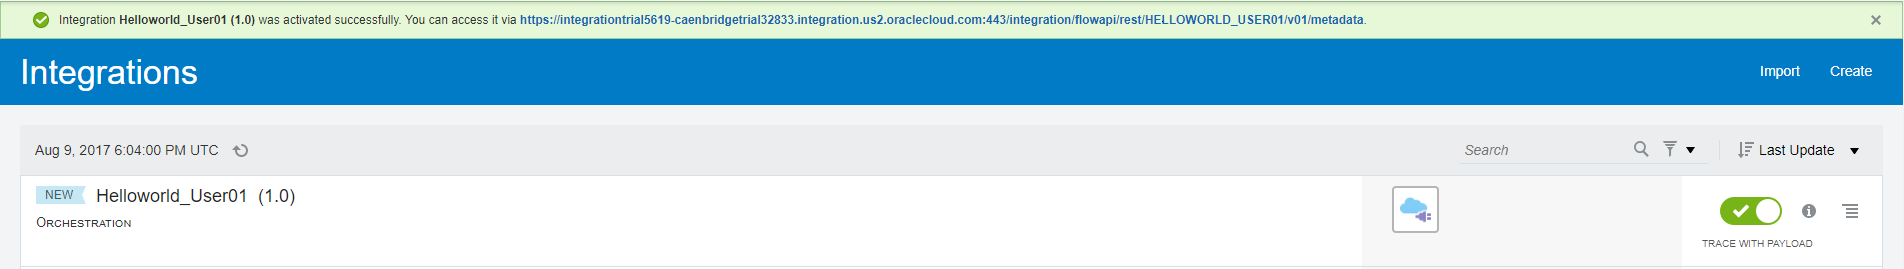 Integration Helloworld_User01 (1.0) was activated successfully. You can access it via https://integrationtrial5619-caenbridgetrial32833.integration.us2.oraclecloud.com:443/integration/flowapi/rest/HELLOWORLD_USER01/v01/metadata.
Integrations
Import Create
Aug 9, 2017 6:04:00 PM UTC Search Last Update
NEW Helloworld_User01 (1.0)
ORCHESTRATION
TRACE WITH PAYLOAD